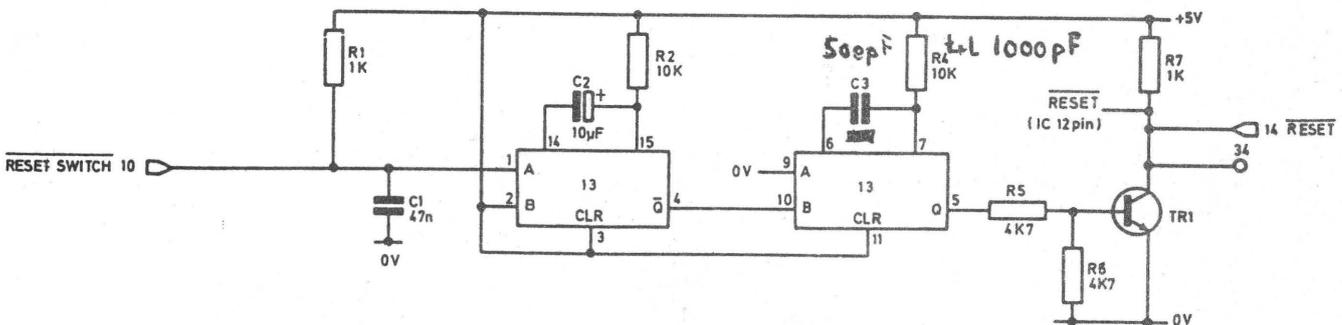 +5V
R1
1K
R2
10K
500pF
R4
10K
1000pF
R7
1K
C2
+
10µF
C3
RESET
(IC 12pin)
14 RESET
34
14
15
6
7
RESET SWITCH 10
1
A
13
2
B
Q
4
CLR
3
0V
9
A
13
10
B
Q
5
CLR
11
R5
4K7
TR1
C1
47n
0V
R6
4K7
0V